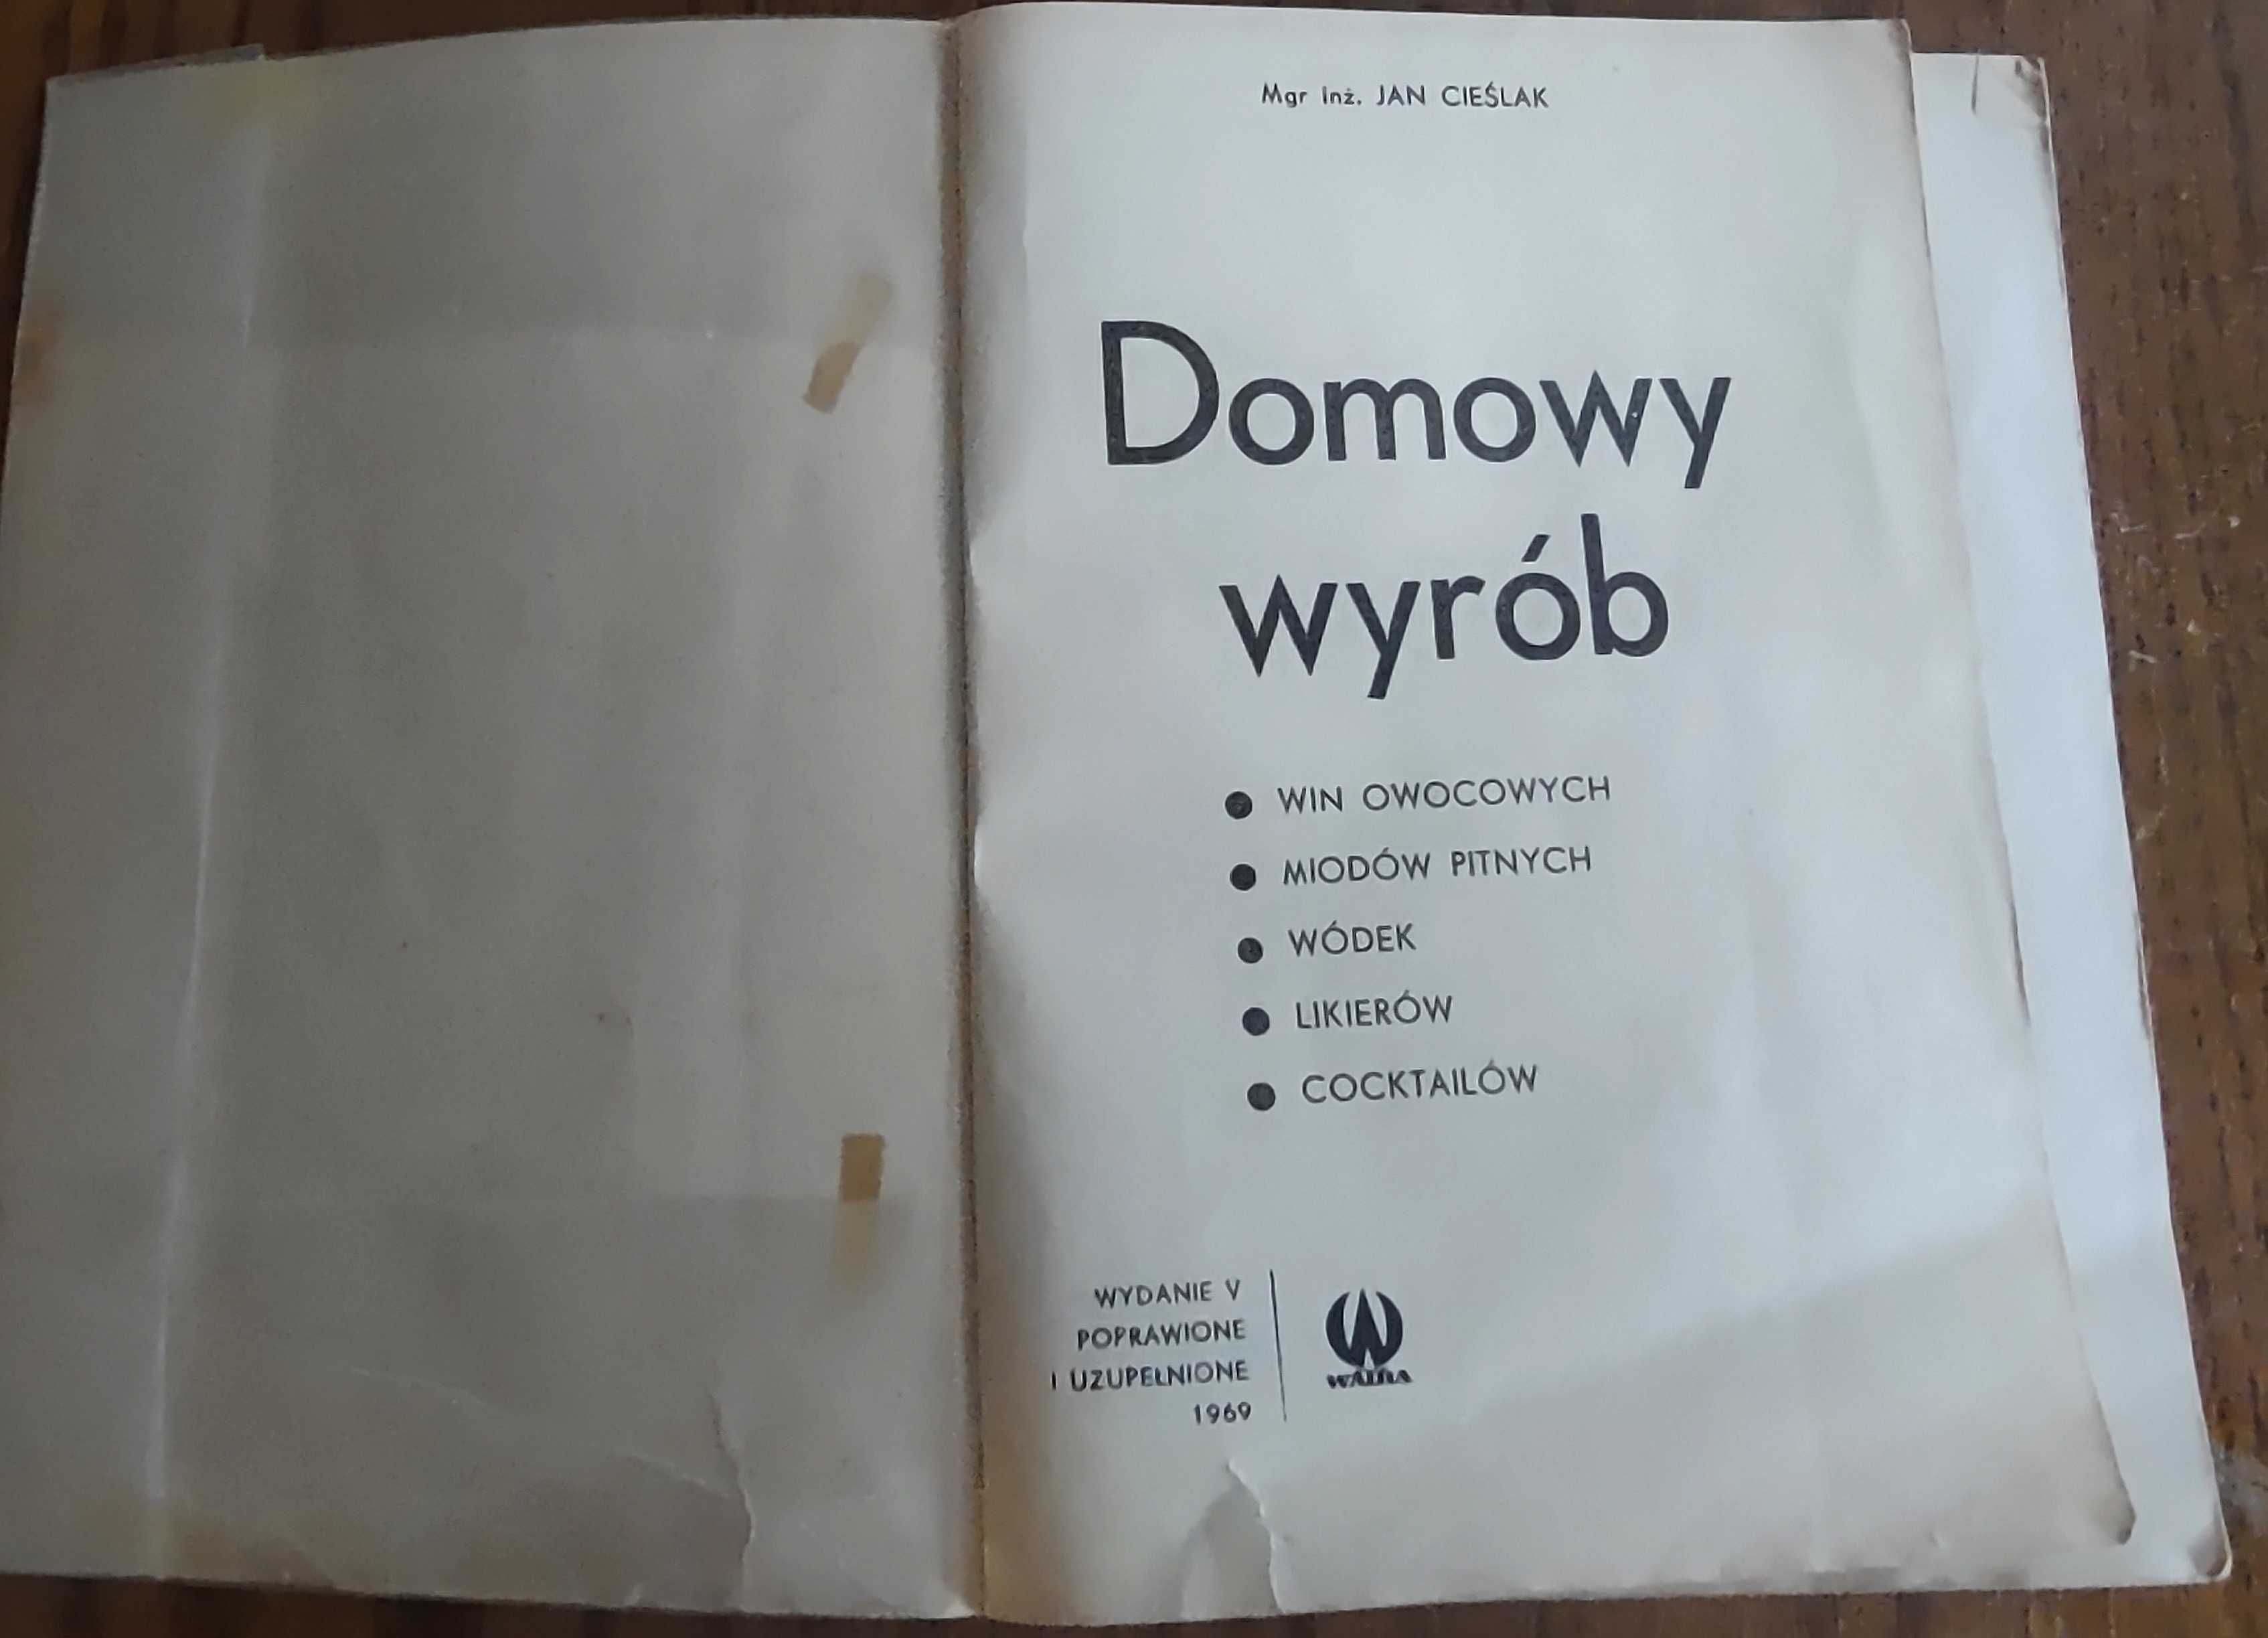 Mgr inż. JAN CIEŚLAK
Domowy
wyrób
● WIN OWOCOWYCH
● MIODÓW PITNYCH
● WÓDEK
● LIKIERÓW
● COCKTAILÓW
WYDANIE V
POPRAWIONE
I UZUPEŁNIONE
1969
WATRA